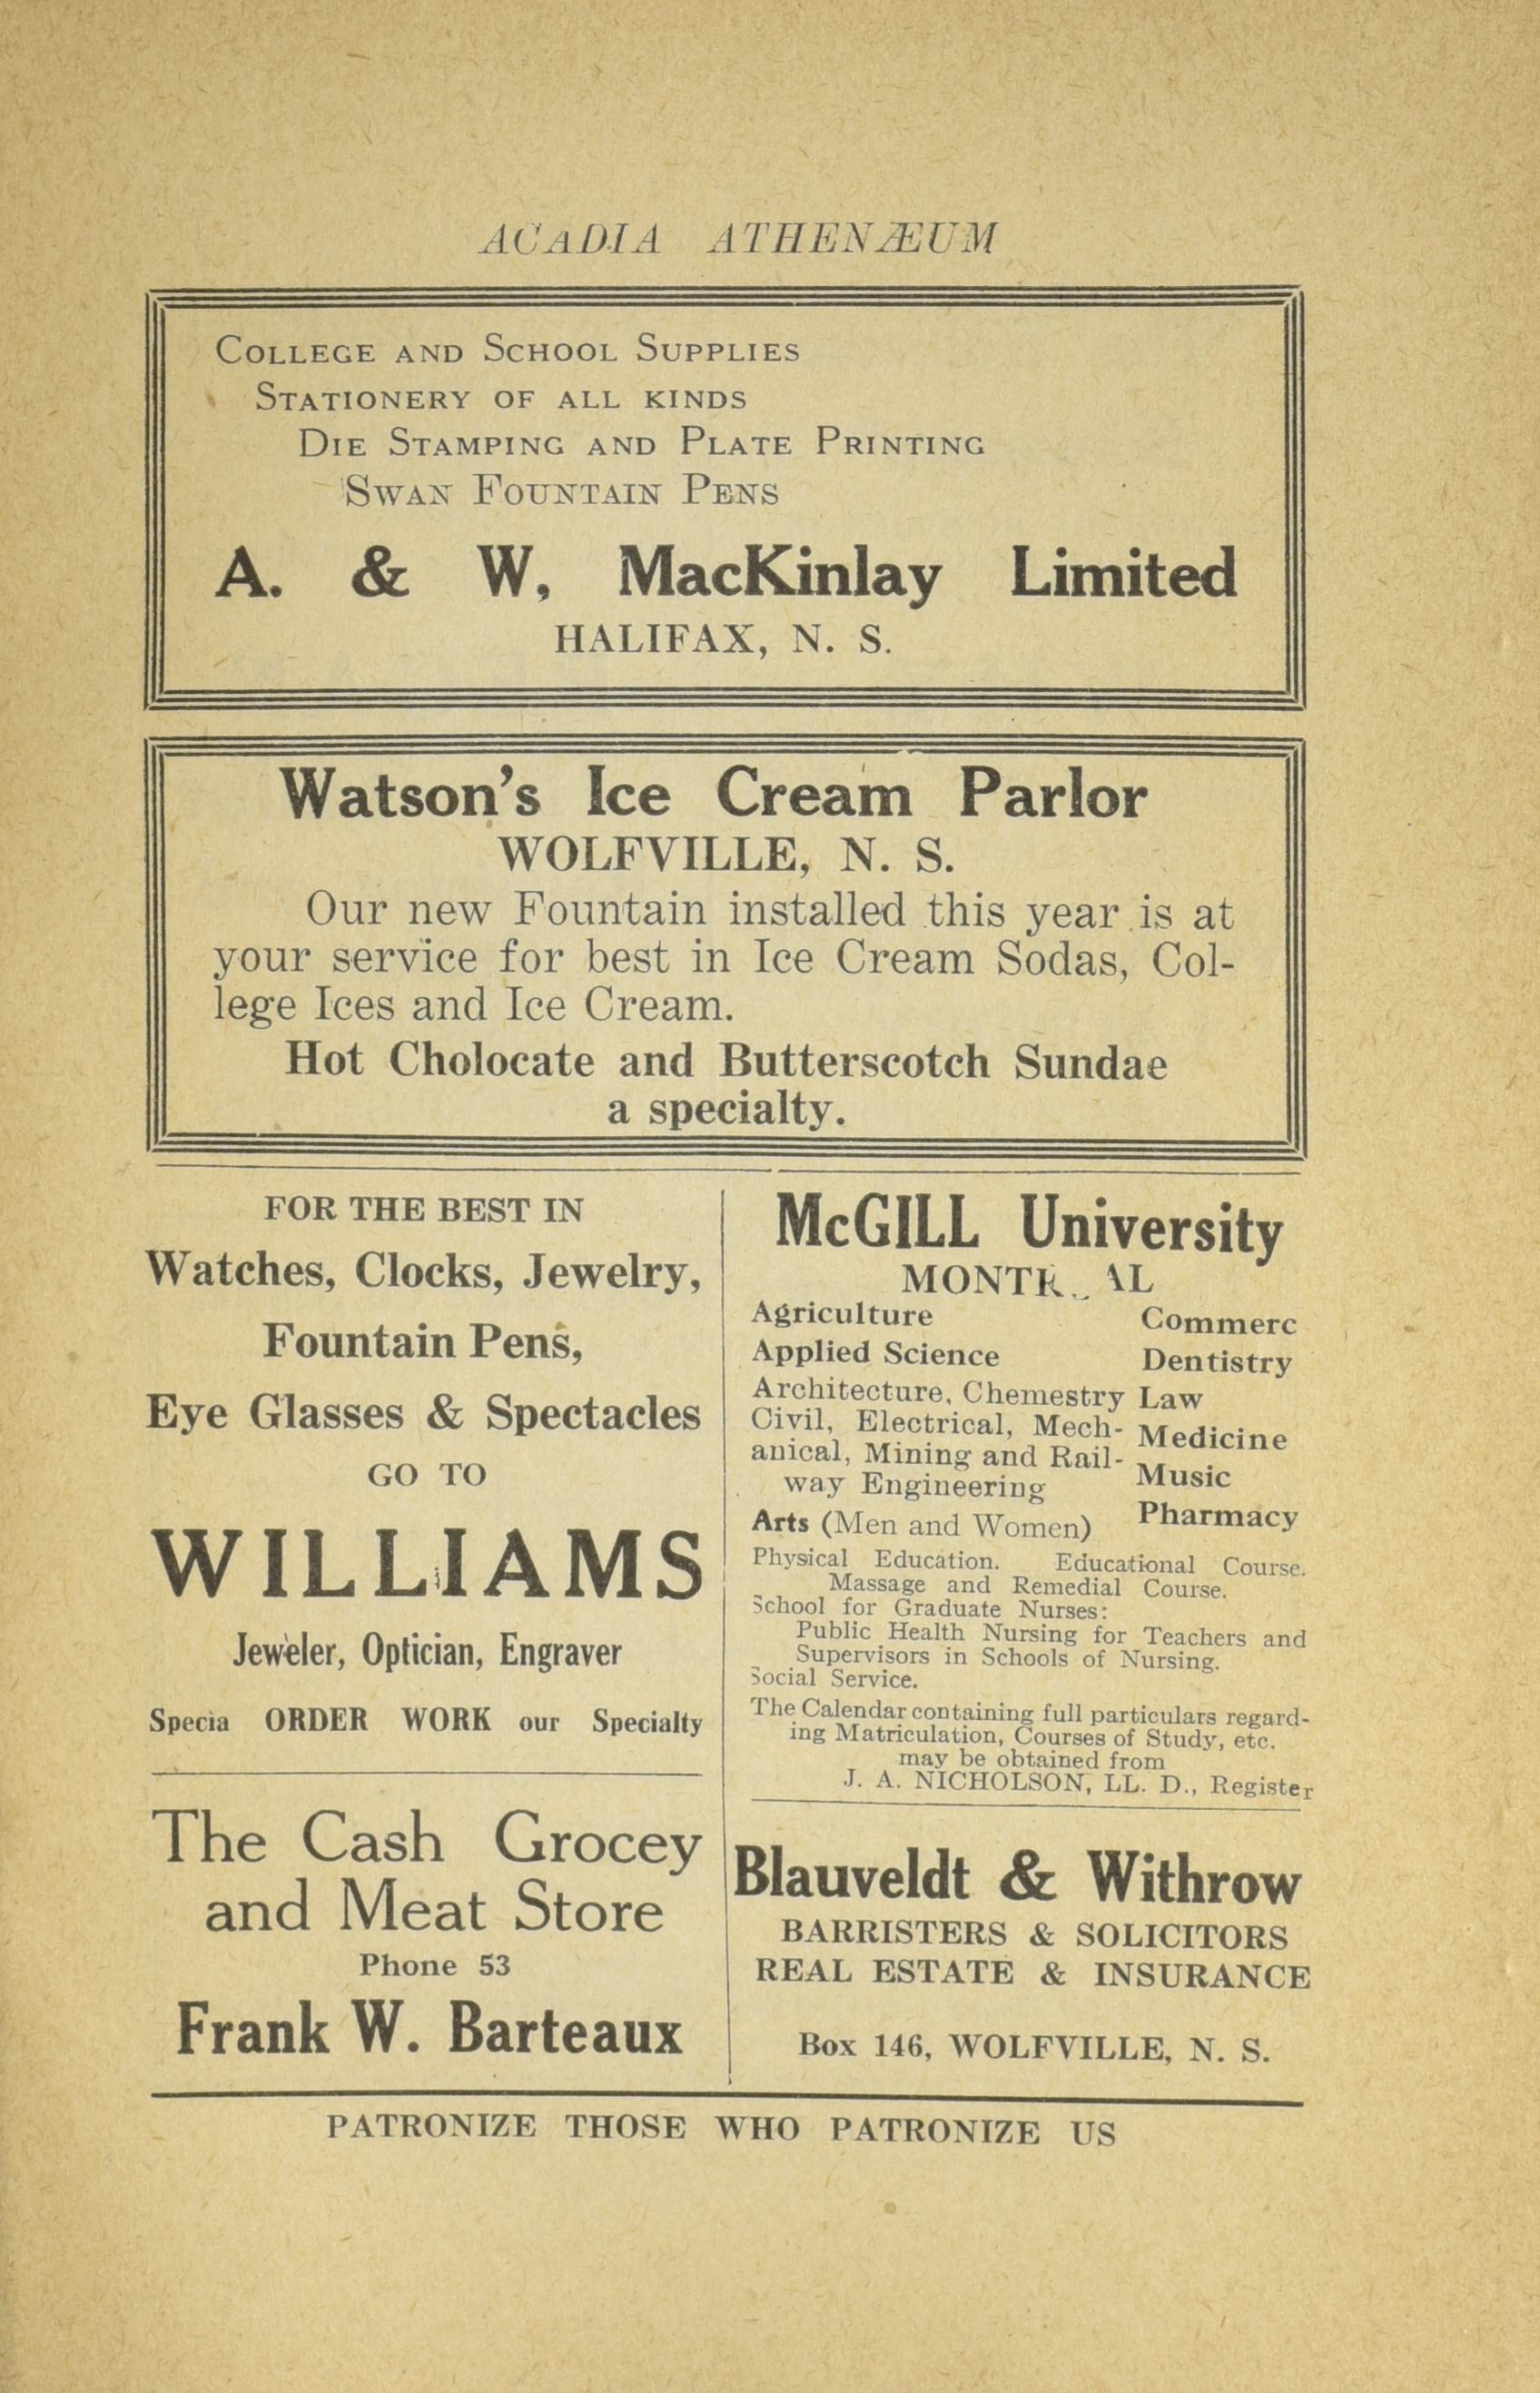 ACADIA ATHENÆUM
COLLEGE AND SCHOOL SUPPLIES
STATIONERY OF ALL KINDS
DIE STAMPING AND PLATE PRINTING
SWAN FOUNTAIN PENS
A. & W, MacKinlay Limited
HALIFAX, N. S.
Watson's Ice Cream Parlor
WOLFVILLE, N. S.
Our new Fountain installed this year is at
your service for best in Ice Cream Sodas, Col-
lege Ices and Ice Cream.
Hot Cholocate and Butterscotch Sundae
a specialty.
FOR THE BEST IN
Watches, Clocks, Jewelry,
Fountain Pens,
Eye Glasses & Spectacles
GO TO
WILLIAMS
Jeweler, Optician, Engraver
Specia ORDER WORK our Specialty
The Cash Grocey
and Meat Store
Phone 53
Frank W. Barteaux
McGILL University
Agriculture
Applied Science
Architecture, Chemestry
Civil, Electrical, Mech-
anical, Mining and Rail-
way Engineering
Arts (Men and Women)
Commerc
Dentistry
Law
Medicine
Music
Pharmacy
Physical Education. Educational Course.
Massage and Remedial Course.
School for Graduate Nurses:
Public Health Nursing for Teachers and
Supervisors in Schools of Nursing.
Social Service.
The Calendar containing full particulars regard-
ing Matriculation, Courses of Study, etc.
may be obtained from
J. A. NICHOLSON, LL. D., Register
Blauveldt & Withrow
BARRISTERS & SOLICITORS
REAL ESTATE & INSURANCE
Box 146, WOLFVILLE, N. S.
PATRONIZE THOSE WHO PATRONIZE US